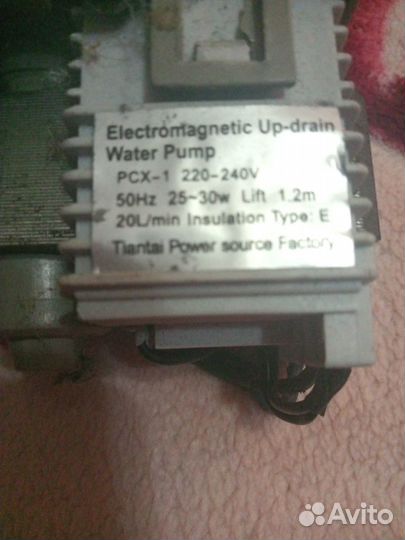 Electromagnetic Up-drain
Water Pump
PCX-1 220-240V
50Hz 25~30w Lift 1.2m
20L/min Insulation Type: E
Tiantai Power source Factory
Avito